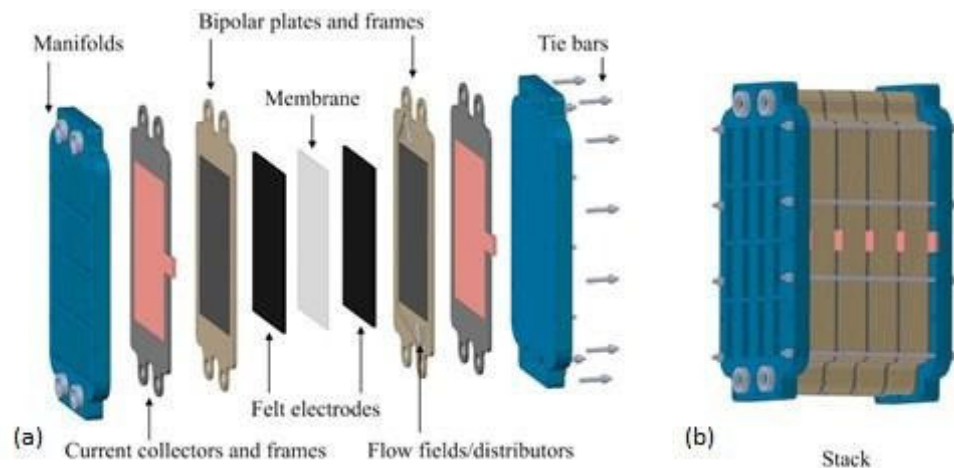 Bipolar plates and frames
Manifolds
Tie bars
Membrane
Felt electrodes
(a)
Current collectors and frames
Flow fields/distributors
(b)
Stack